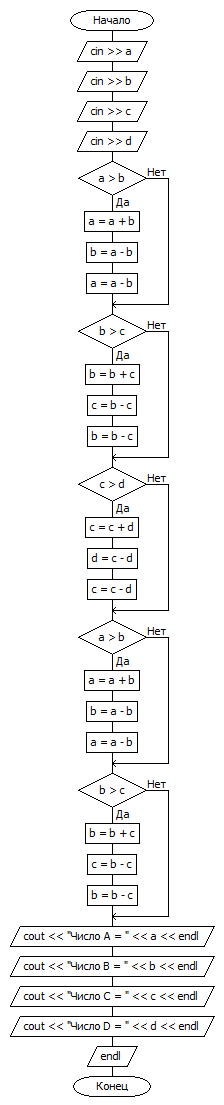 Начало
cin >> a
cin >> b
cin >> c
cin >> d
a > b
Нет
Да
a = a + b
b = a - b
a = a - b
b > c
Нет
Да
b = b + c
c = b - c
b = b - c
c > d
Нет
Да
c = c + d
d = c - d
c = c - d
a > b
Нет
Да
a = a + b
b = a - b
a = a - b
b > c
Нет
Да
b = b + c
c = b - c
b = b - c
cout << "Число A = " << a << endl
cout << "Число B = " << b << endl
cout << "Число C = " << c << endl
cout << "Число D = " << d << endl
endl
Конец